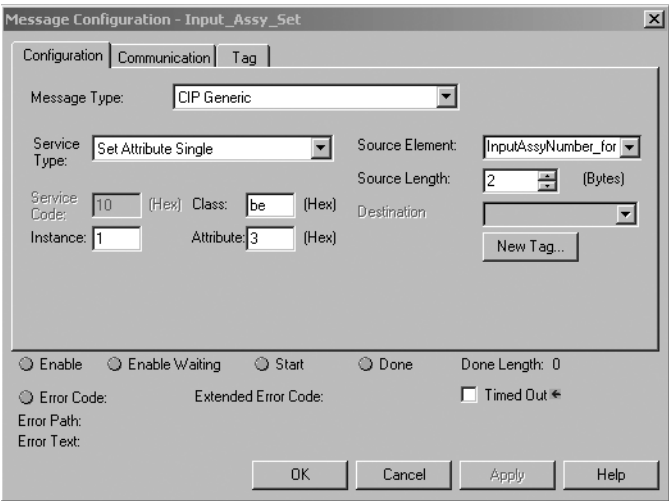 Message Configuration - Input_Assy_Set
Configuration Communication Tag
Message Type: CIP Generic
Service Type: Set Attribute Single
Source Element: InputAssyNumber_for
Source Length: 2 (Bytes)
Service Code: 10 (Hex) Class: be (Hex)
Destination
Instance: 1 Attribute: 3 (Hex)
New Tag...
Enable Enable Waiting Start Done Done Length: 0
Error Code: Extended Error Code: Timed Out
Error Path:
Error Text:
OK Cancel Apply Help